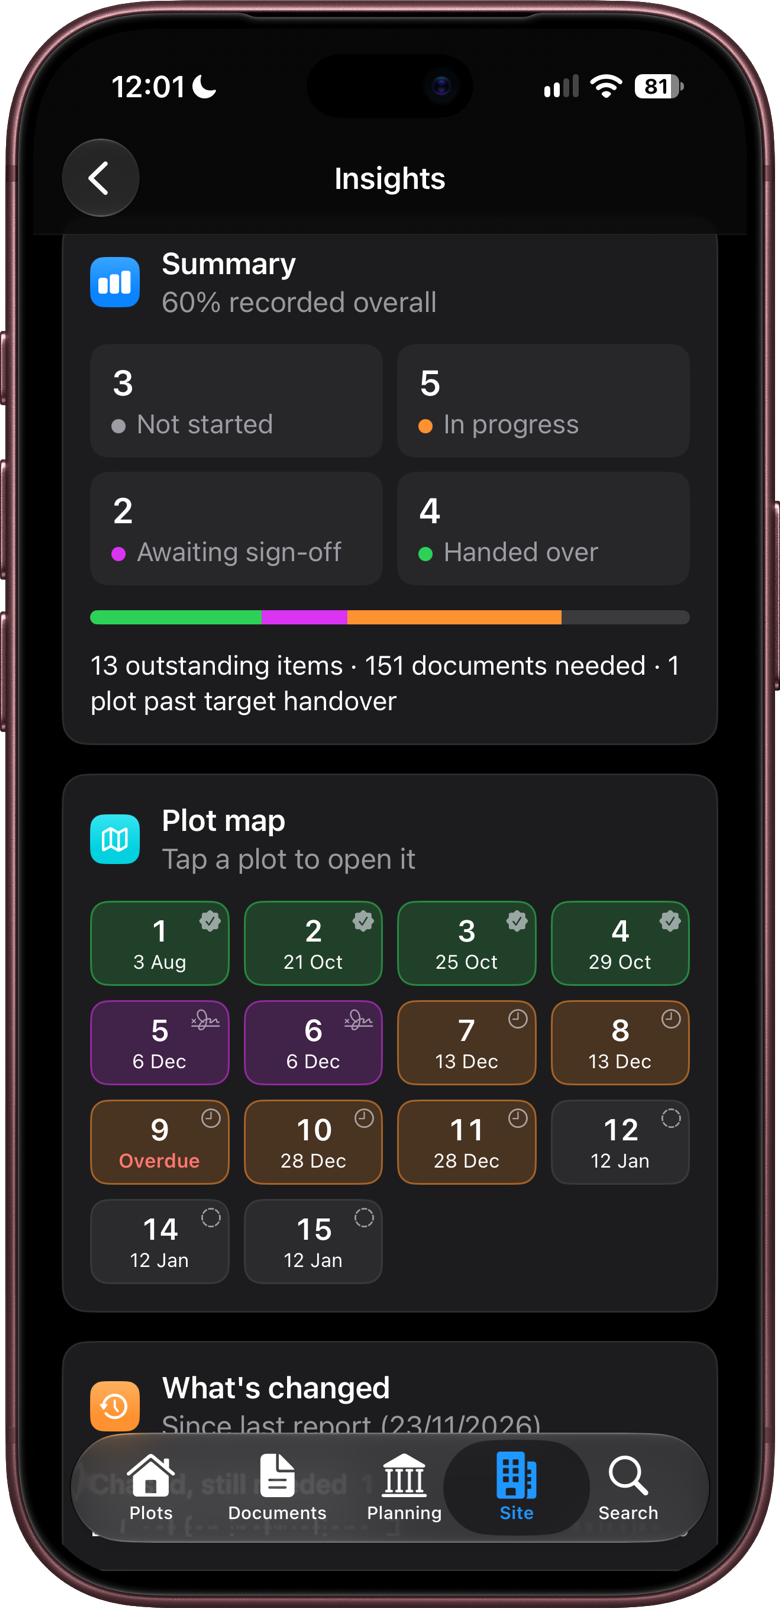 12:01
81
Insights
Summary
60% recorded overall
3
Not started
5
In progress
2
Awaiting sign-off
4
Handed over
13 outstanding items · 151 documents needed · 1
plot past target handover
Plot map
Tap a plot to open it
1
3 Aug
2
21 Oct
3
25 Oct
4
29 Oct
5
6 Dec
6
6 Dec
7
13 Dec
8
13 Dec
9
Overdue
10
28 Dec
11
28 Dec
12
12 Jan
14
12 Jan
15
12 Jan
What's changed
Since last report (23/11/2026)
still needed 1
Plots
Documents
Planning
Site
Search